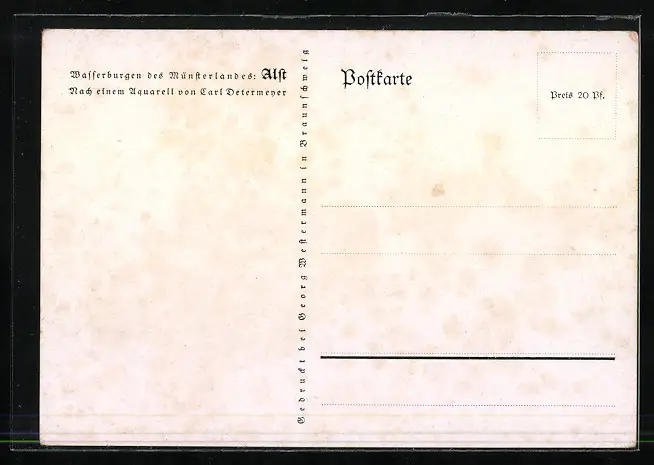 Wasserburgen des Münsterlandes: Alst
Nach einem Aquarell von Carl Determeyer
Gedruckt bei Georg Westermann in Braunschweig
Postkarte
Preis 20 Pf.